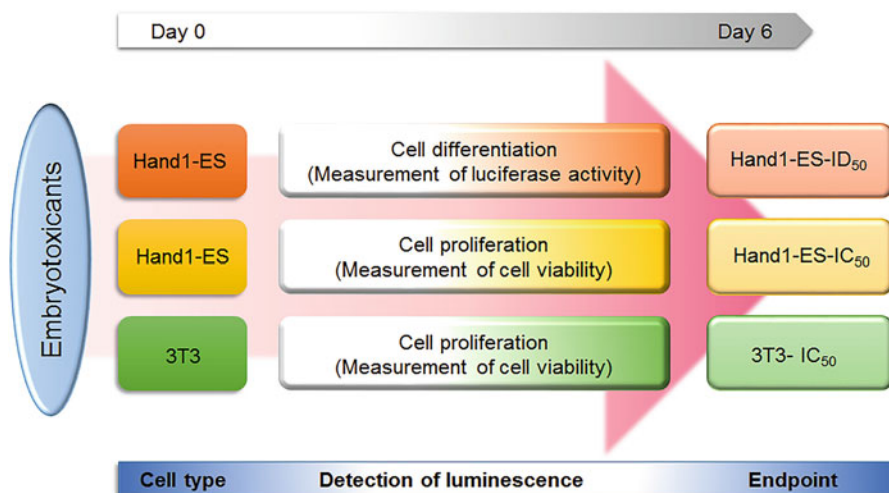 Day 0 Day 6
Embryotoxicants
Hand1-ES
Cell differentiation
(Measurement of luciferase activity)
Hand1-ES-ID₅₀
Hand1-ES
Cell proliferation
(Measurement of cell viability)
Hand1-ES-IC₅₀
3T3
Cell proliferation
(Measurement of cell viability)
3T3- IC₅₀
Cell type Detection of luminescence Endpoint